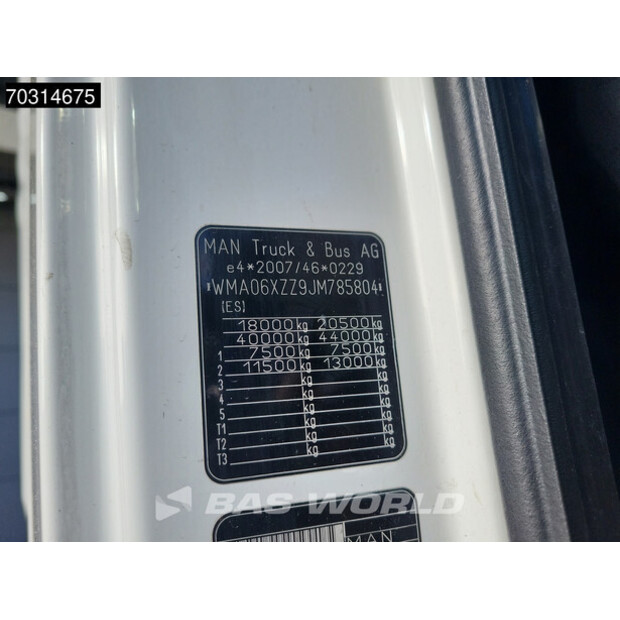 70314675
MAN Truck & Bus AG
e4*2007/46*0229
*WMA06XZZ9JM785804*
(ES)
18000 kg 20500 kg
40000 kg 44000 kg
1 7500 kg 7500 kg
2 11500 kg 13000 kg
3 kg kg
4 kg kg
5 kg kg
T1 kg kg
T2 kg kg
T3 kg kg
BAS WORLD
MAN